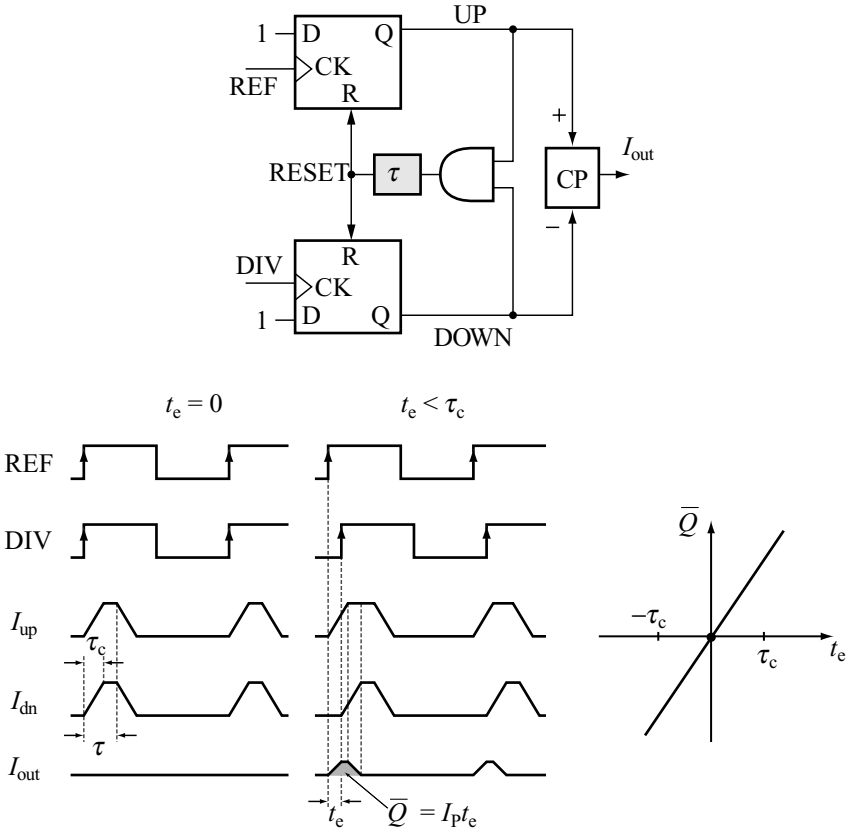 UP
1 D Q
CK
REF
R
+
I_out
RESET
τ
CP
−
R
DIV
CK
1 D Q
DOWN
t_e = 0
t_e < τ_c
REF
DIV
Q̅
I_up
−τ_c
τ_c
t_e
τ_c
I_dn
τ
I_out
t_e
Q̅ = I_P t_e